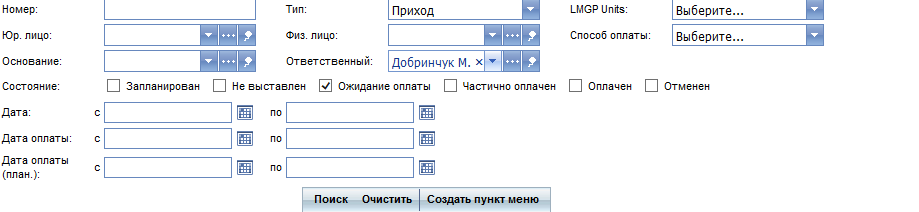 Номер: Тип: Приход LMGP Units: Выберите...
Юр. лицо: Физ. лицо: Способ оплаты: Выберите...
Основание: Ответственный: Добринчук М. ×
Состояние: Запланирован Не выставлен Ожидание оплаты Частично оплачен Оплачен Отменен
Дата: с по
Дата оплаты: с по
Дата оплаты
(план.): с по
Поиск Очистить Создать пункт меню